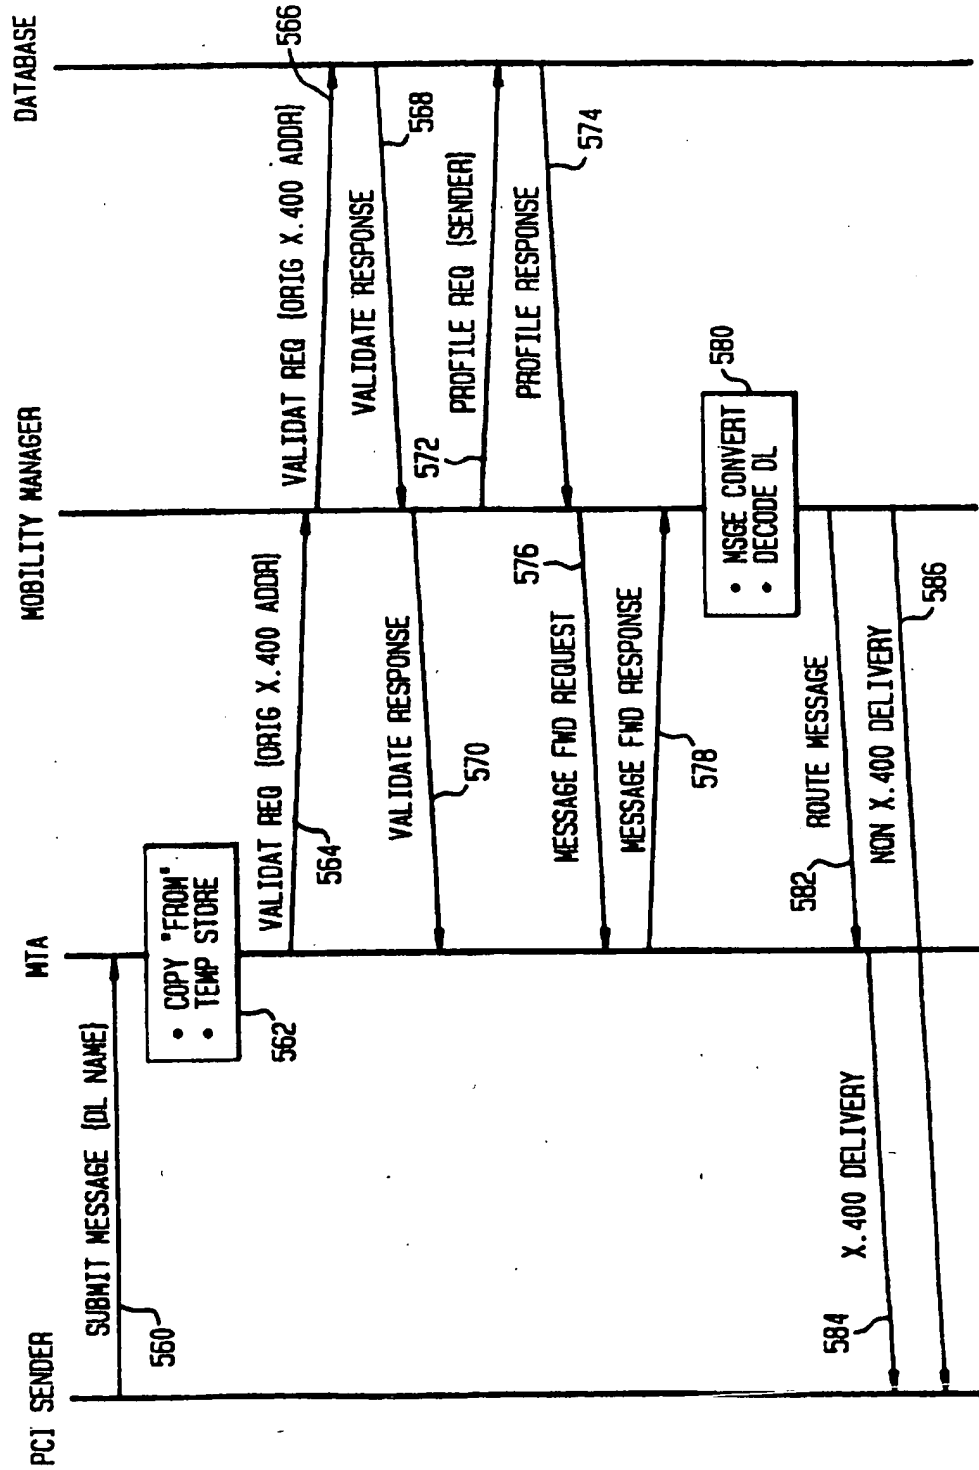 PCI SENDER
MTA
MOBILITY MANAGER
DATABASE
SUBMIT MESSAGE {DL NAME}
560
• COPY "FROM"
• TEMP STORE
562
VALIDAT REQ {ORIG X.400 ADDR}
564
VALIDAT REQ {ORIG X.400 ADDR}
566
VALIDATE RESPONSE
568
VALIDATE RESPONSE
570
PROFILE REQ {SENDER}
572
PROFILE RESPONSE
574
MESSAGE FWD REQUEST
576
MESSAGE FWD RESPONSE
578
• MSGE CONVERT
• DECODE DL
580
ROUTE MESSAGE
582
X.400 DELIVERY
584
NON X.400 DELIVERY
586